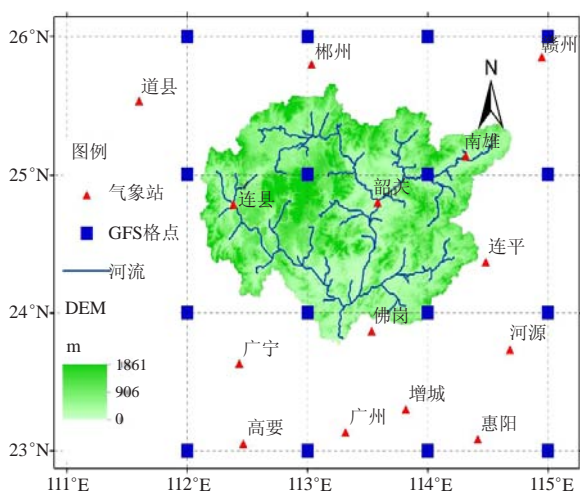 26°N
郴州
赣州
道县
N
图例
南雄
25°N
气象站
连县
韶关
GFS格点
连平
河流
DEM
24°N
佛岗
河源
m
广宁
1861
906
增城
0
高要
广州
惠阳
23°N
111°E
112°E
113°E
114°E
115°E